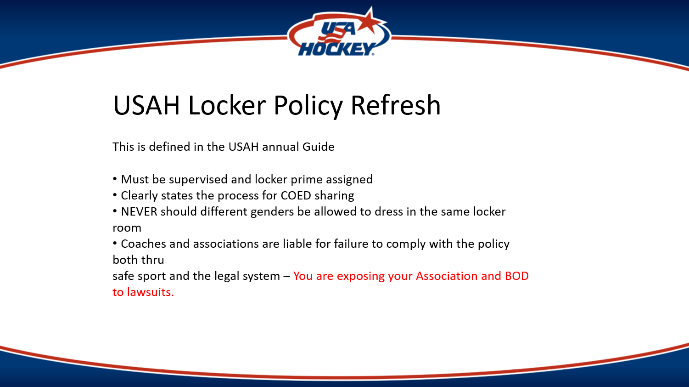 USA
HOCKEY
USAH Locker Policy Refresh
This is defined in the USAH annual Guide
• Must be supervised and locker prime assigned
• Clearly states the process for COED sharing
• NEVER should different genders be allowed to dress in the same locker
room
• Coaches and associations are liable for failure to comply with the policy
both thru
safe sport and the legal system – You are exposing your Association and BOD
to lawsuits.